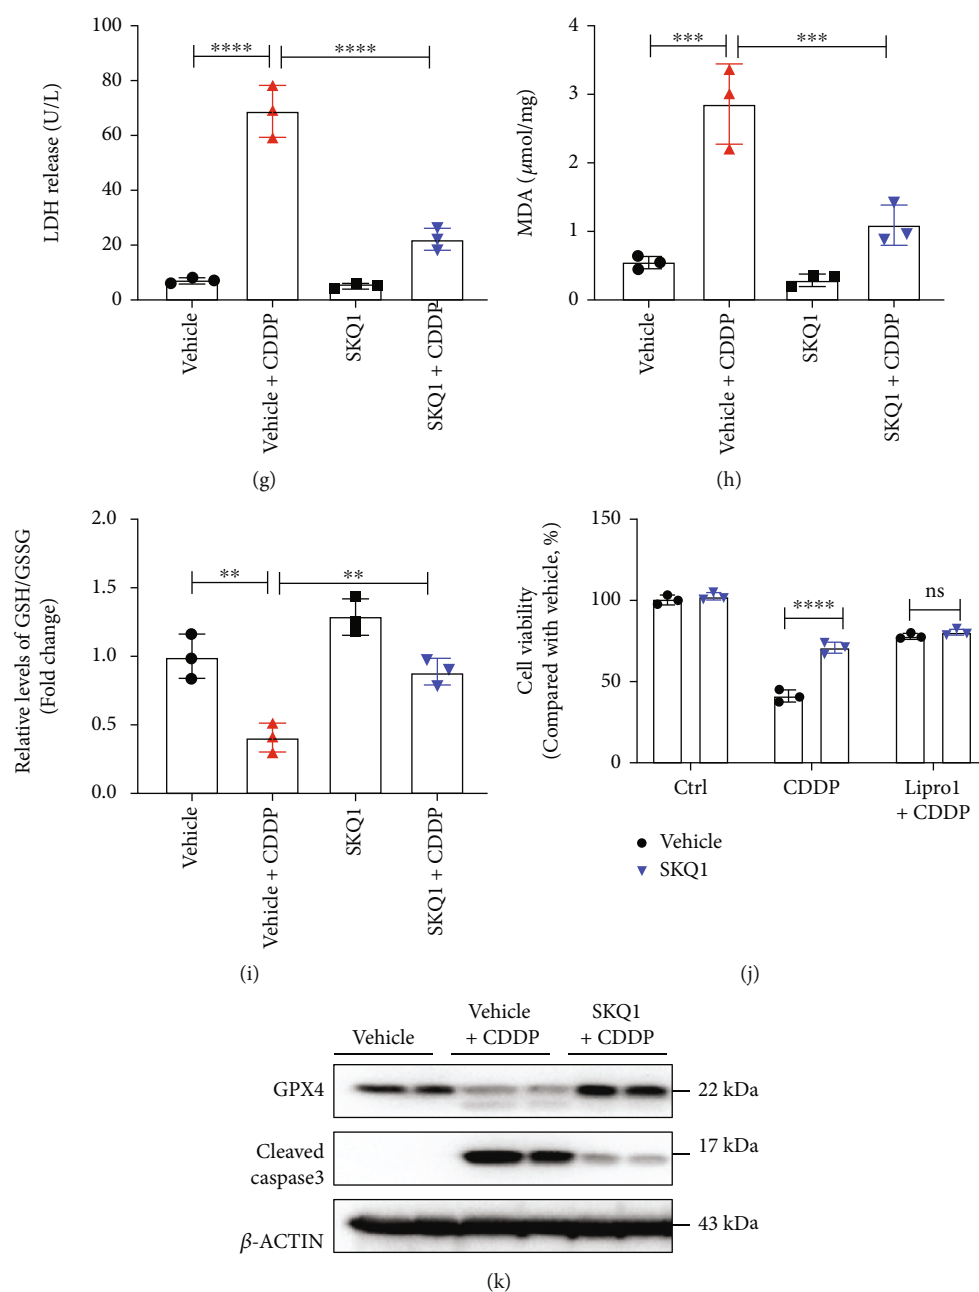 ****
****
100
80
60
40
20
0
LDH release (U/L)
Vehicle
Vehicle + CDDP
SKQ1
SKQ1 + CDDP
(g)
***
***
4
3
2
1
0
MDA (μmol/mg)
Vehicle
Vehicle + CDDP
SKQ1
SKQ1 + CDDP
(h)
**
**
2.0
1.5
1.0
0.5
0.0
Relative levels of GSH/GSSG
(Fold change)
Vehicle
Vehicle + CDDP
SKQ1
SKQ1 + CDDP
(i)
****
ns
150
100
50
0
Cell viability
(Compared with vehicle, %)
Ctrl
CDDP
Lipro1
+ CDDP
Vehicle
SKQ1
(j)
Vehicle
Vehicle
+ CDDP
SKQ1
+ CDDP
GPX4
22 kDa
Cleaved
caspase3
17 kDa
β-ACTIN
43 kDa
(k)